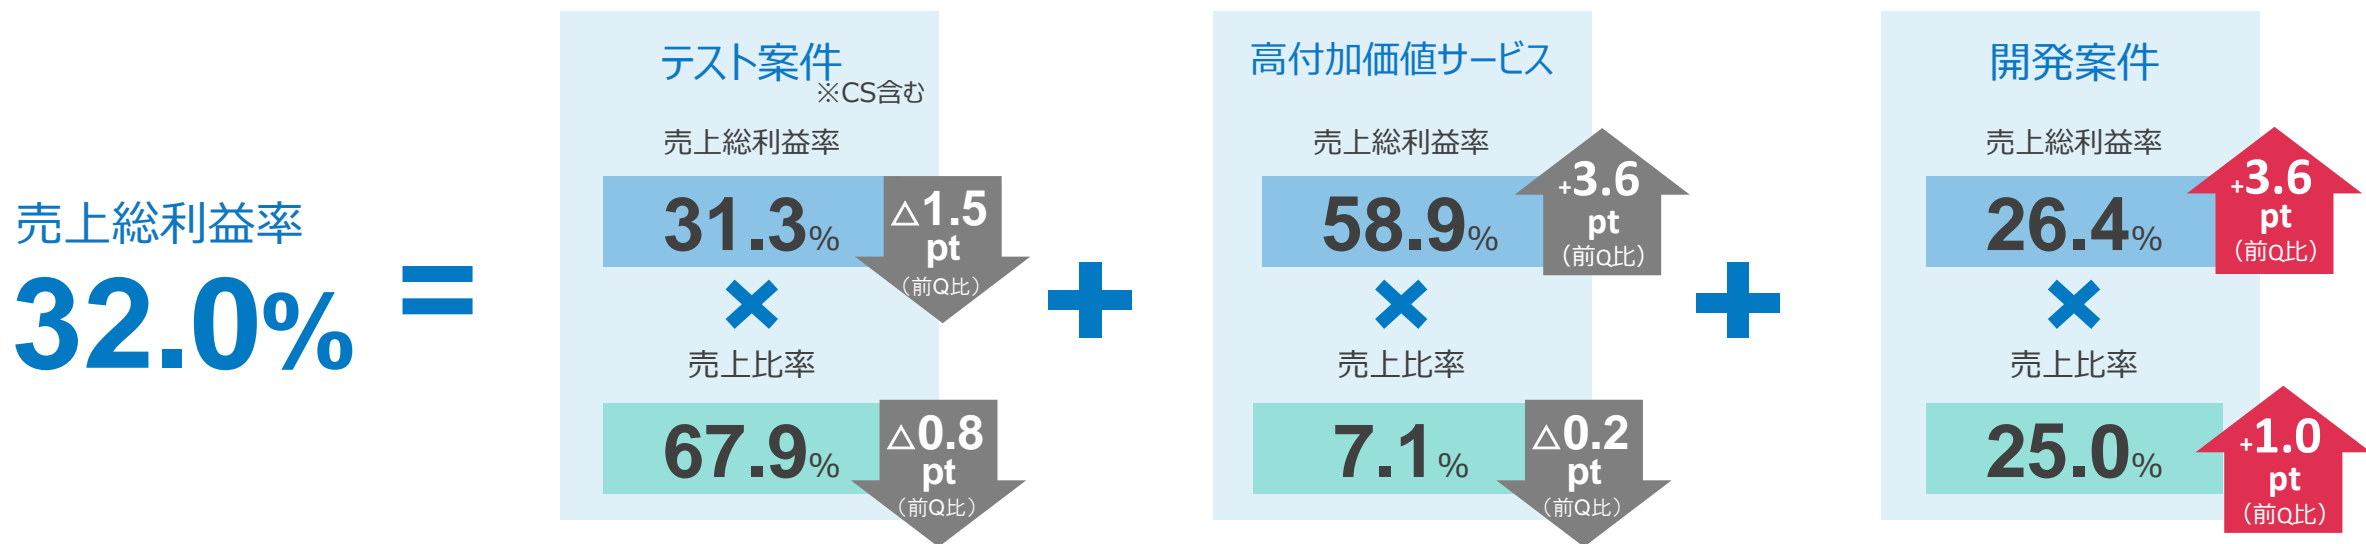 売上総利益率
32.0%
=
テスト案件
※CS含む
売上総利益率
31.3%
△1.5
pt
（前Q比）
×
売上比率
67.9%
△0.8
pt
（前Q比）
+
高付加価値サービス
売上総利益率
58.9%
+3.6
pt
（前Q比）
×
売上比率
7.1%
△0.2
pt
（前Q比）
+
開発案件
売上総利益率
26.4%
+3.6
pt
（前Q比）
×
売上比率
25.0%
+1.0
pt
（前Q比）